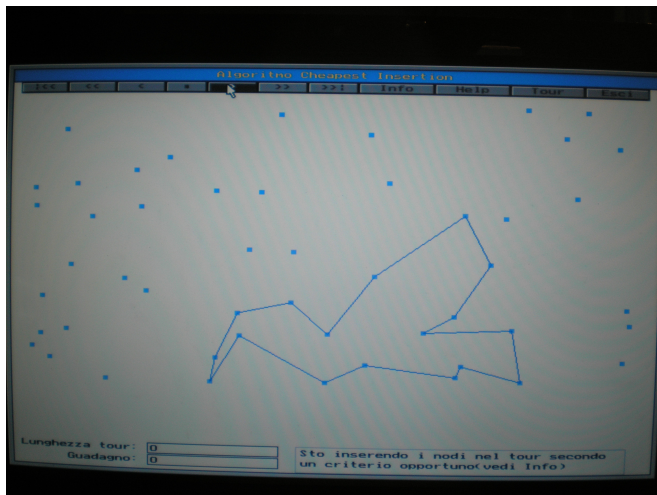 Algoritmo Cheapest Insertion
|<< << < * >> >>| Info Help Tour Esci
Lunghezza tour: 0
Guadagno: 0
Sto inserendo i nodi nel tour secondo
un criterio opportuno(vedi Info)